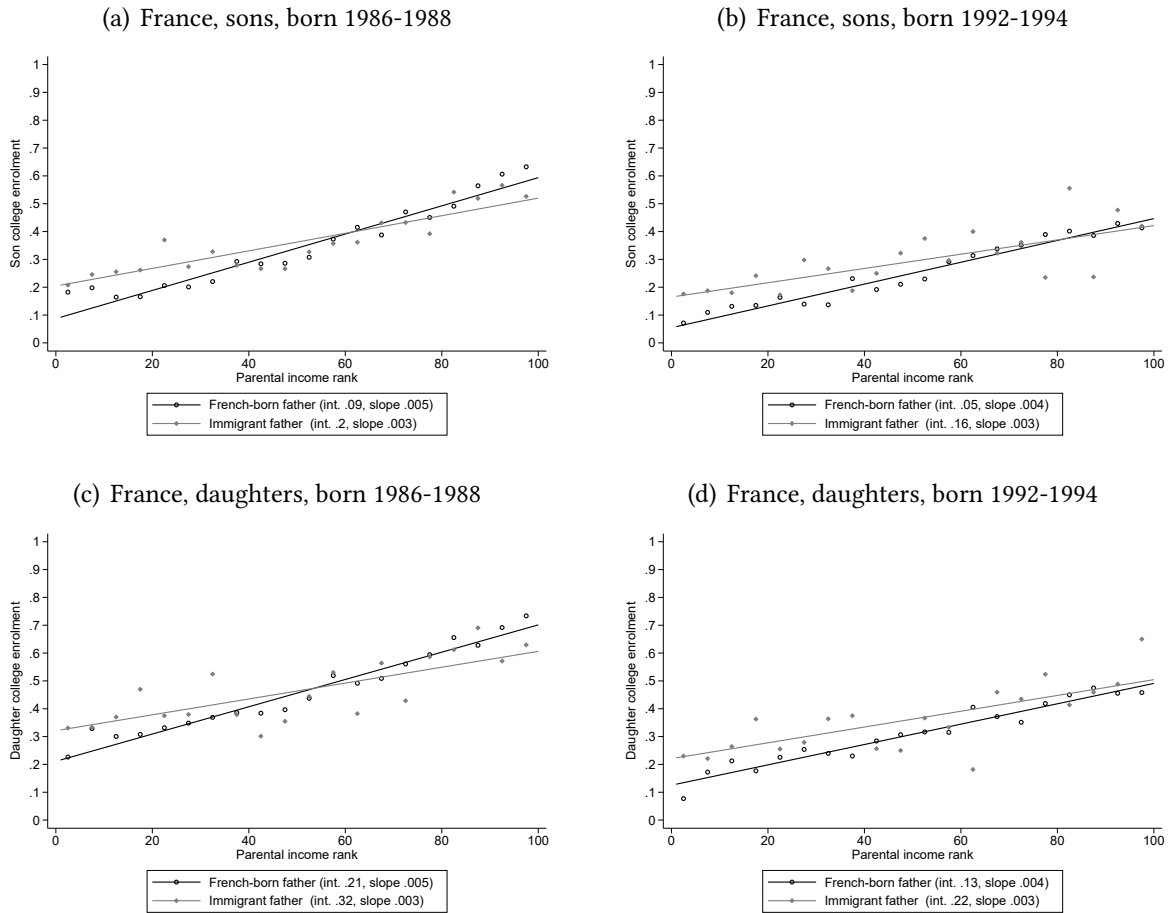 (a) France, sons, born 1986-1988
Son college enrolment
1
.9
.8
.7
.6
.5
.4
.3
.2
.1
0
0 20 40 60 80 100
Parental income rank
French-born father (int. .09, slope .005)
Immigrant father (int. .2, slope .003)
(b) France, sons, born 1992-1994
Son college enrolment
1
.9
.8
.7
.6
.5
.4
.3
.2
.1
0
0 20 40 60 80 100
Parental income rank
French-born father (int. .05, slope .004)
Immigrant father (int. .16, slope .003)
(c) France, daughters, born 1986-1988
Daughter college enrolment
1
.9
.8
.7
.6
.5
.4
.3
.2
.1
0
0 20 40 60 80 100
Parental income rank
French-born father (int. .21, slope .005)
Immigrant father (int. .32, slope .003)
(d) France, daughters, born 1992-1994
Daughter college enrolment
1
.9
.8
.7
.6
.5
.4
.3
.2
.1
0
0 20 40 60 80 100
Parental income rank
French-born father (int. .13, slope .004)
Immigrant father (int. .22, slope .003)